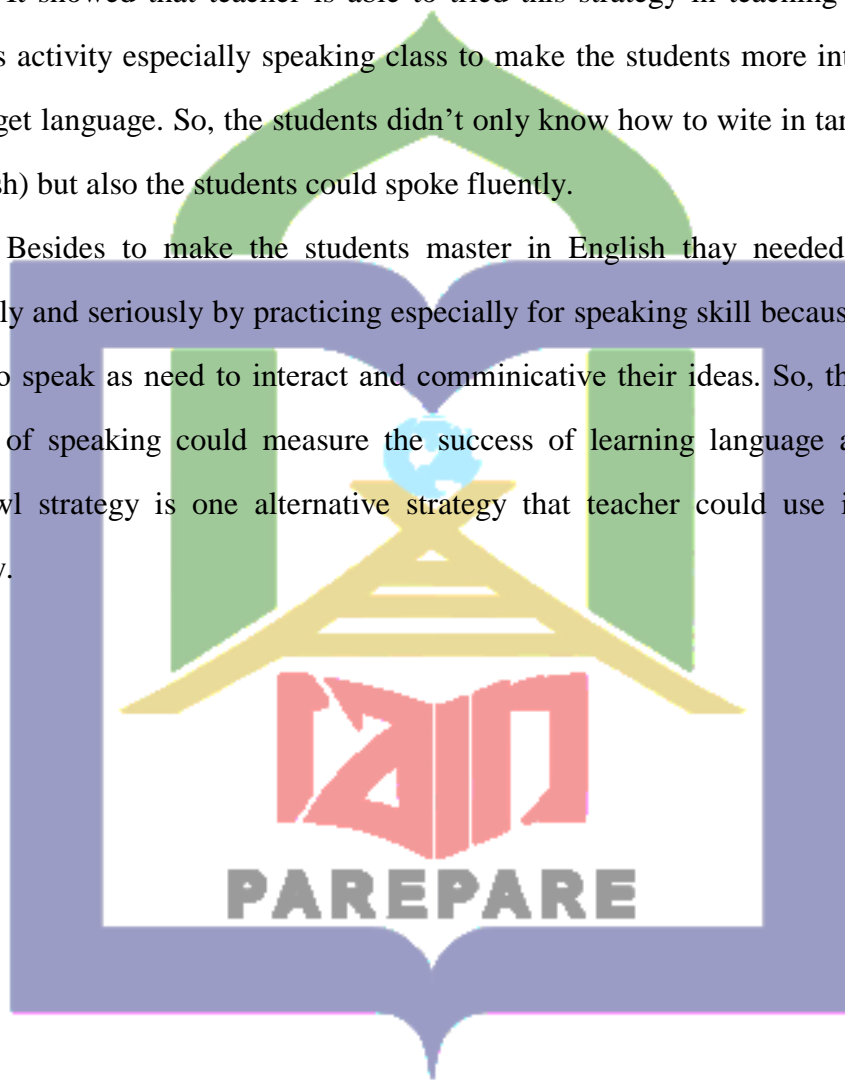 It showed that teacher is able to tried this strategy in teaching
s activity especially speaking class to make the students more int
get language. So, the students didn’t only know how to wite in tar
sh) but also the students could spoke fluently.
Besides to make the students master in English thay needed
ly and seriously by practicing especially for speaking skill becaus
o speak as need to interact and comminicative their ideas. So, th
of speaking could measure the success of learning language a
wl strategy is one alternative strategy that teacher could use i
y.
iain
PAREPARE